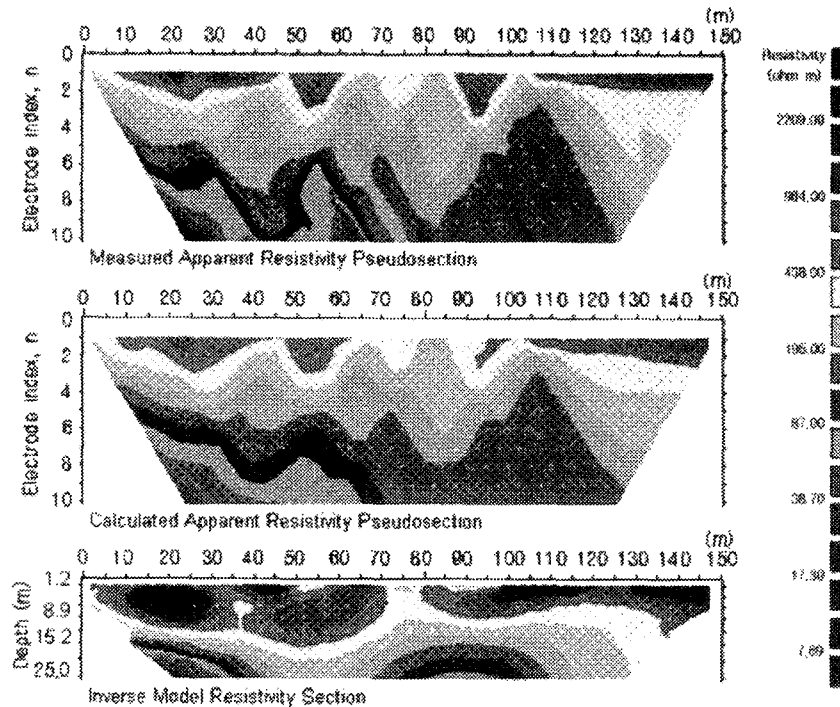 (m)
0 10 20 30 40 50 60 70 80 90 100 110 120 130 140 150
0
2
4
6
8
10
Electrode index, n
Measured Apparent Resistivity Pseudosection
Resistivity
(ohm m)
2269.00
984.00
438.00
195.00
87.00
38.70
17.30
7.69
(m)
0 10 20 30 40 50 60 70 80 90 100 110 120 130 140 150
0
2
4
6
8
10
Electrode index, n
Calculated Apparent Resistivity Pseudosection
(m)
0 10 20 30 40 50 60 70 80 90 100 110 120 130 140 150
1.2
8.9
15.2
25.0
Depth (m)
Inverse Model Resistivity Section